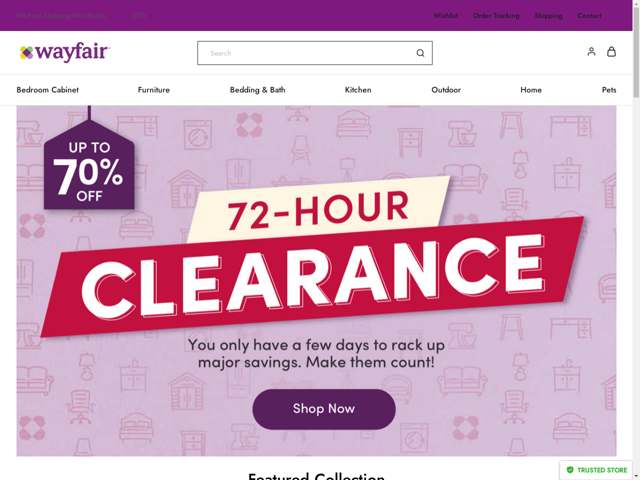 Wishlist Order Tracking Shipping Contact
wayfair
Search
Bedroom Cabinet Furniture Bedding & Bath Kitchen Outdoor Home Pets
UP TO
70%
OFF
72-HOUR
CLEARANCE
You only have a few days to rack up
major savings. Make them count!
Shop Now
Featured Collection
TRUSTED STORE